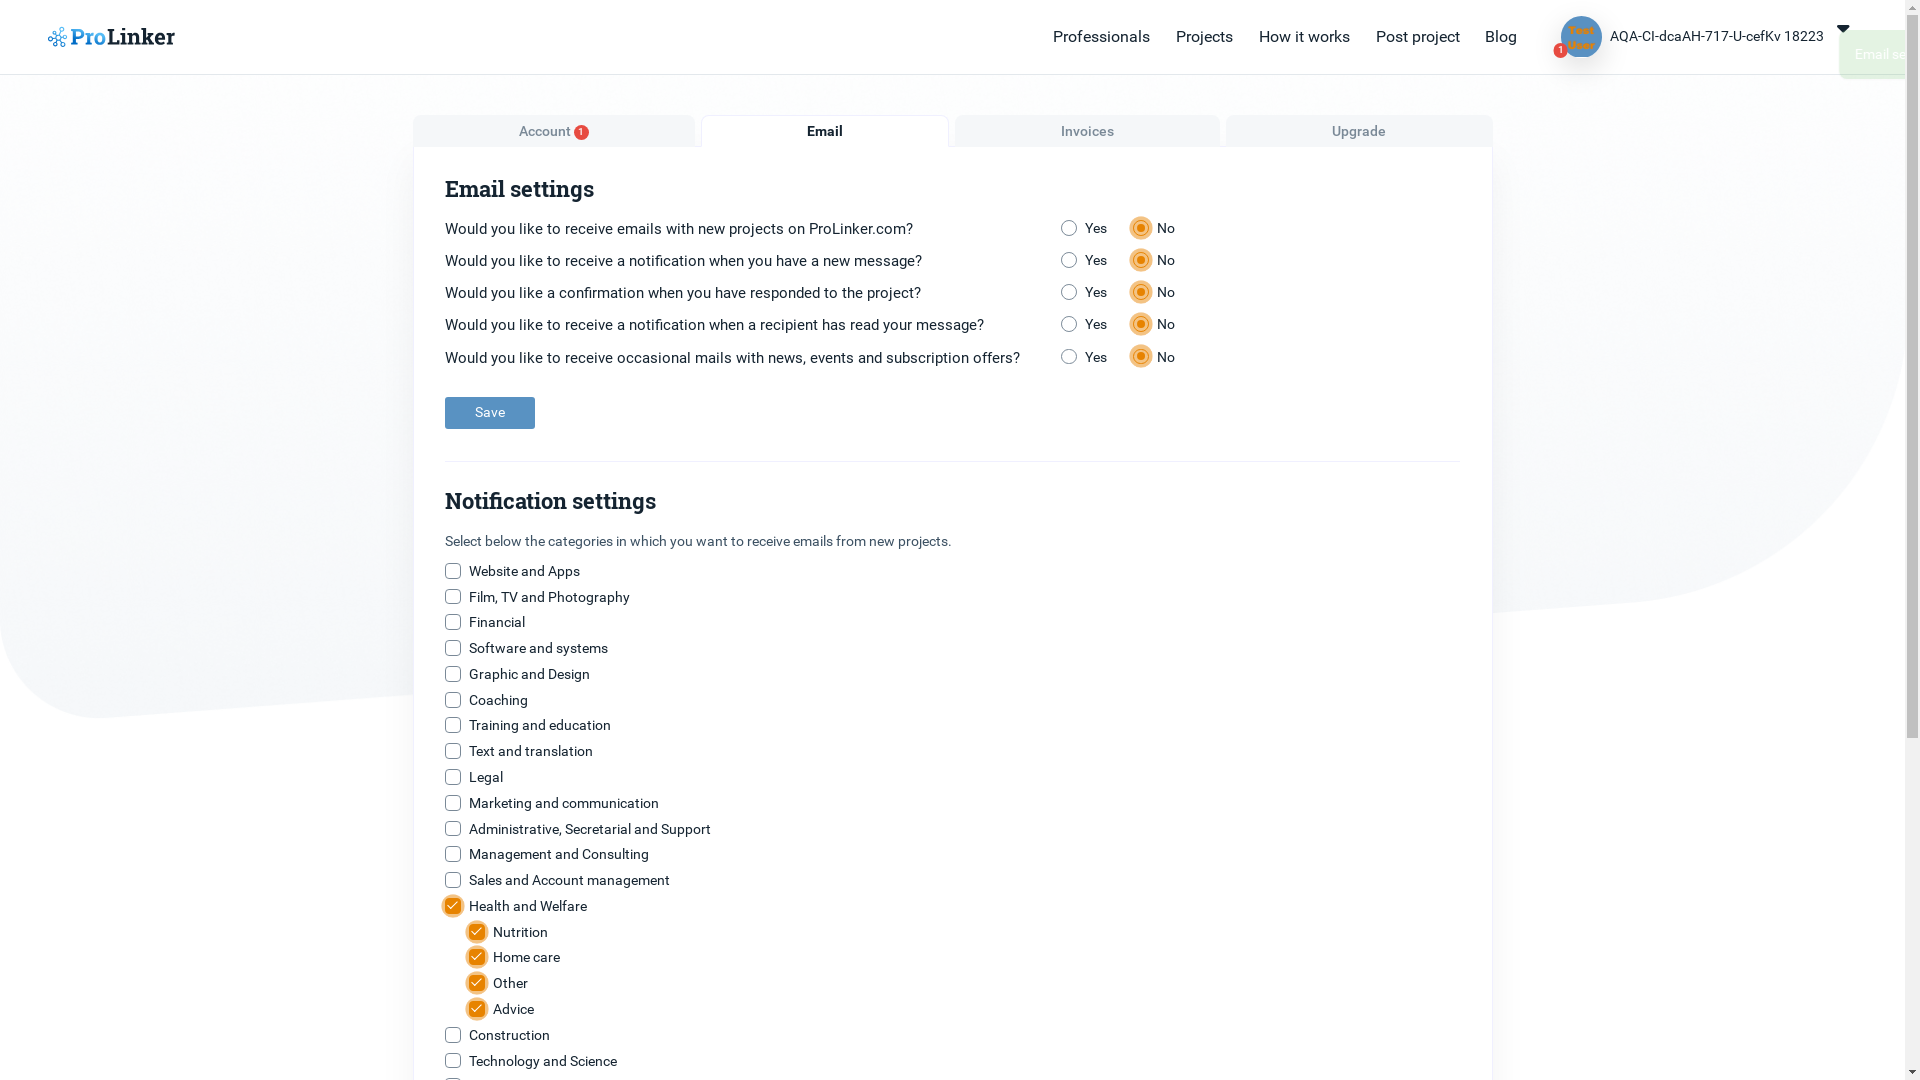 ProLinker
Professionals
Projects
How it works
Post project
Blog
Test
User
1
AQA-CI-dcaAH-717-U-cefKv 18223
Email se
Account 1
Email
Invoices
Upgrade
Email settings
Would you like to receive emails with new projects on ProLinker.com? Yes No
Would you like to receive a notification when you have a new message? Yes No
Would you like a confirmation when you have responded to the project? Yes No
Would you like to receive a notification when a recipient has read your message? Yes No
Would you like to receive occasional mails with news, events and subscription offers? Yes No
Save
Notification settings
Select below the categories in which you want to receive emails from new projects.
Website and Apps
Film, TV and Photography
Financial
Software and systems
Graphic and Design
Coaching
Training and education
Text and translation
Legal
Marketing and communication
Administrative, Secretarial and Support
Management and Consulting
Sales and Account management
Health and Welfare
Nutrition
Home care
Other
Advice
Construction
Technology and Science